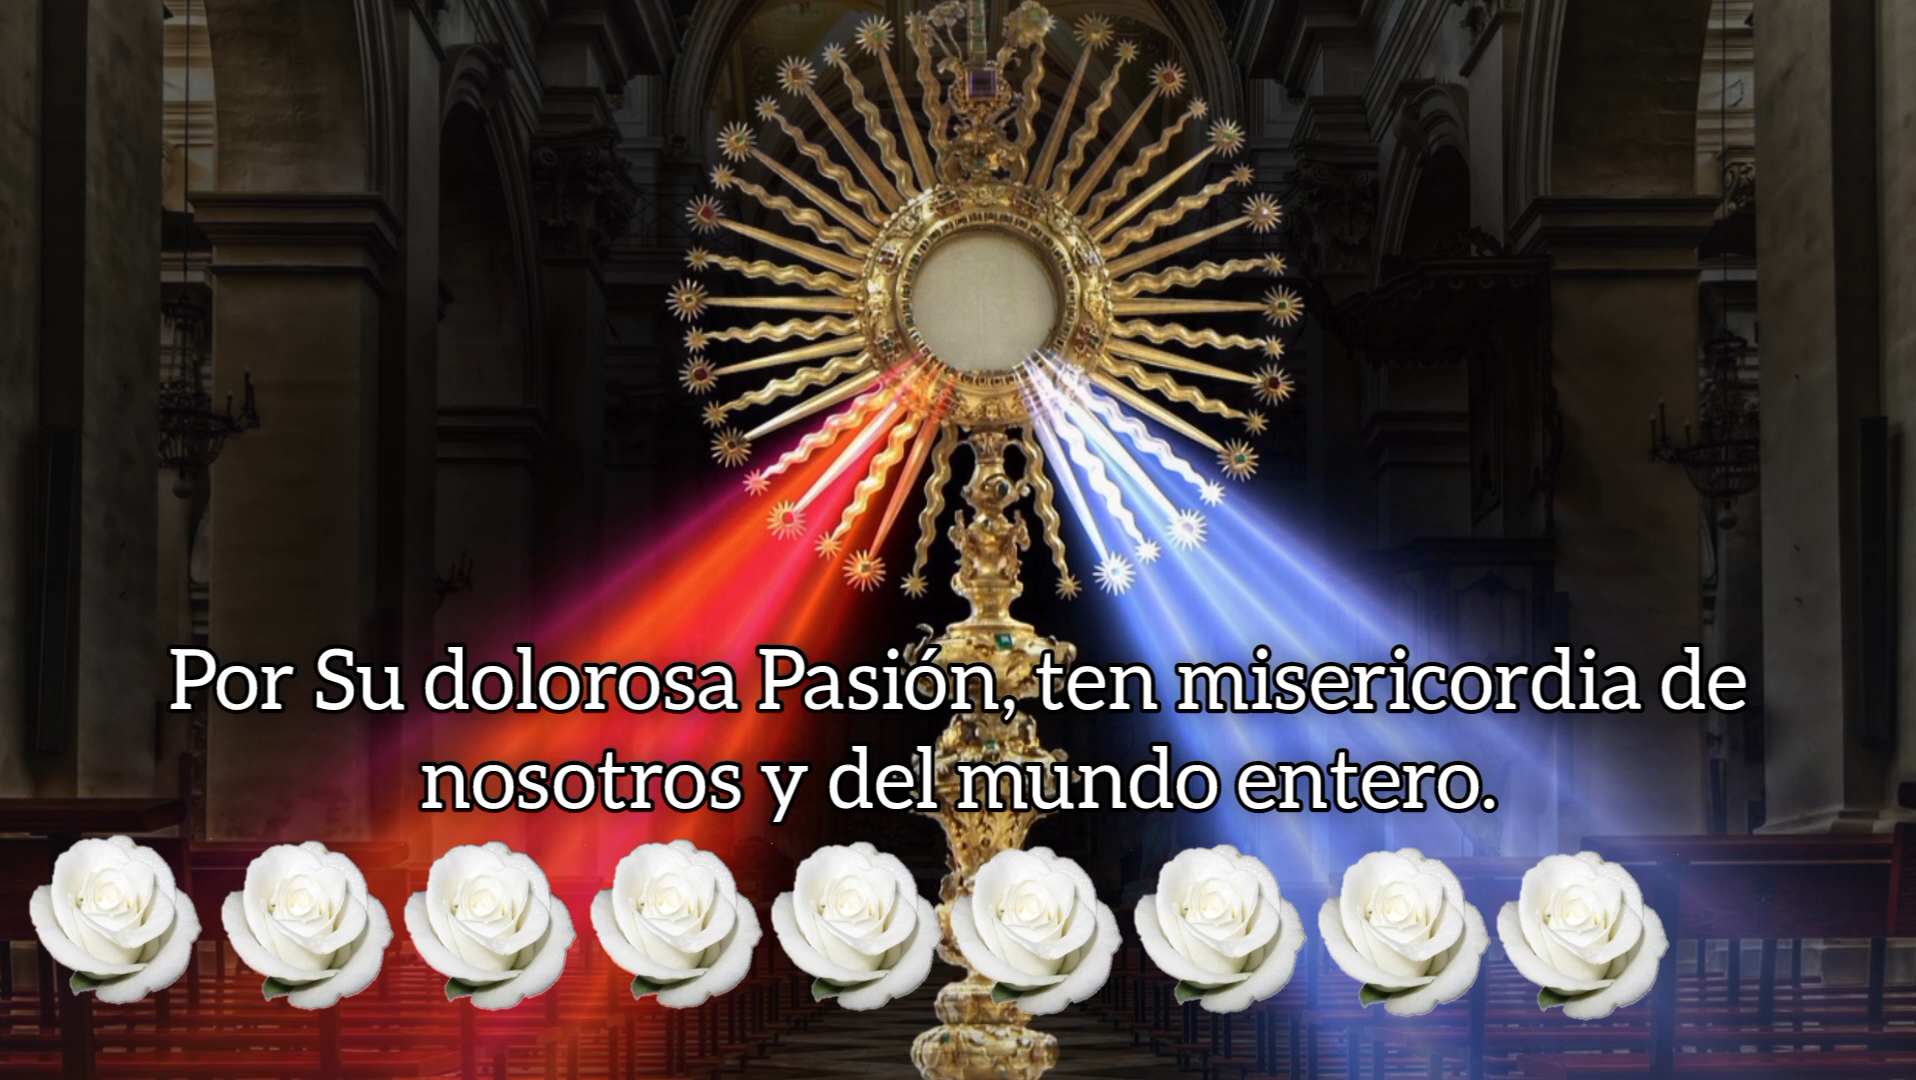 Por Su dolorosa Pasión, ten misericordia de
nosotros y del mundo entero.